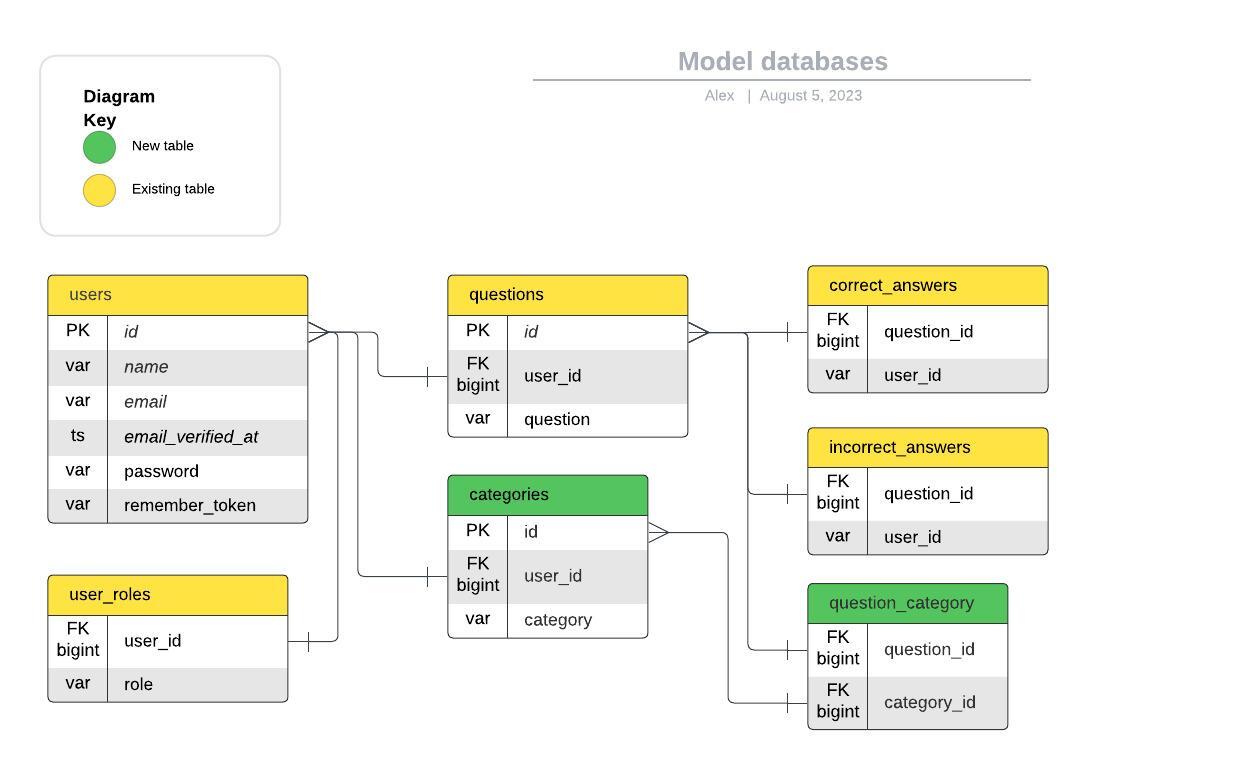 Model databases
Alex | August 5, 2023
Diagram
Key
New table
Existing table
users
PK id
var name
var email
ts email_verified_at
var password
var remember_token
user_roles
FK
bigint user_id
var role
questions
PK id
FK
bigint user_id
var question
categories
PK id
FK
bigint user_id
var category
correct_answers
FK
bigint question_id
var user_id
incorrect_answers
FK
bigint question_id
var user_id
question_category
FK
bigint question_id
FK
bigint category_id